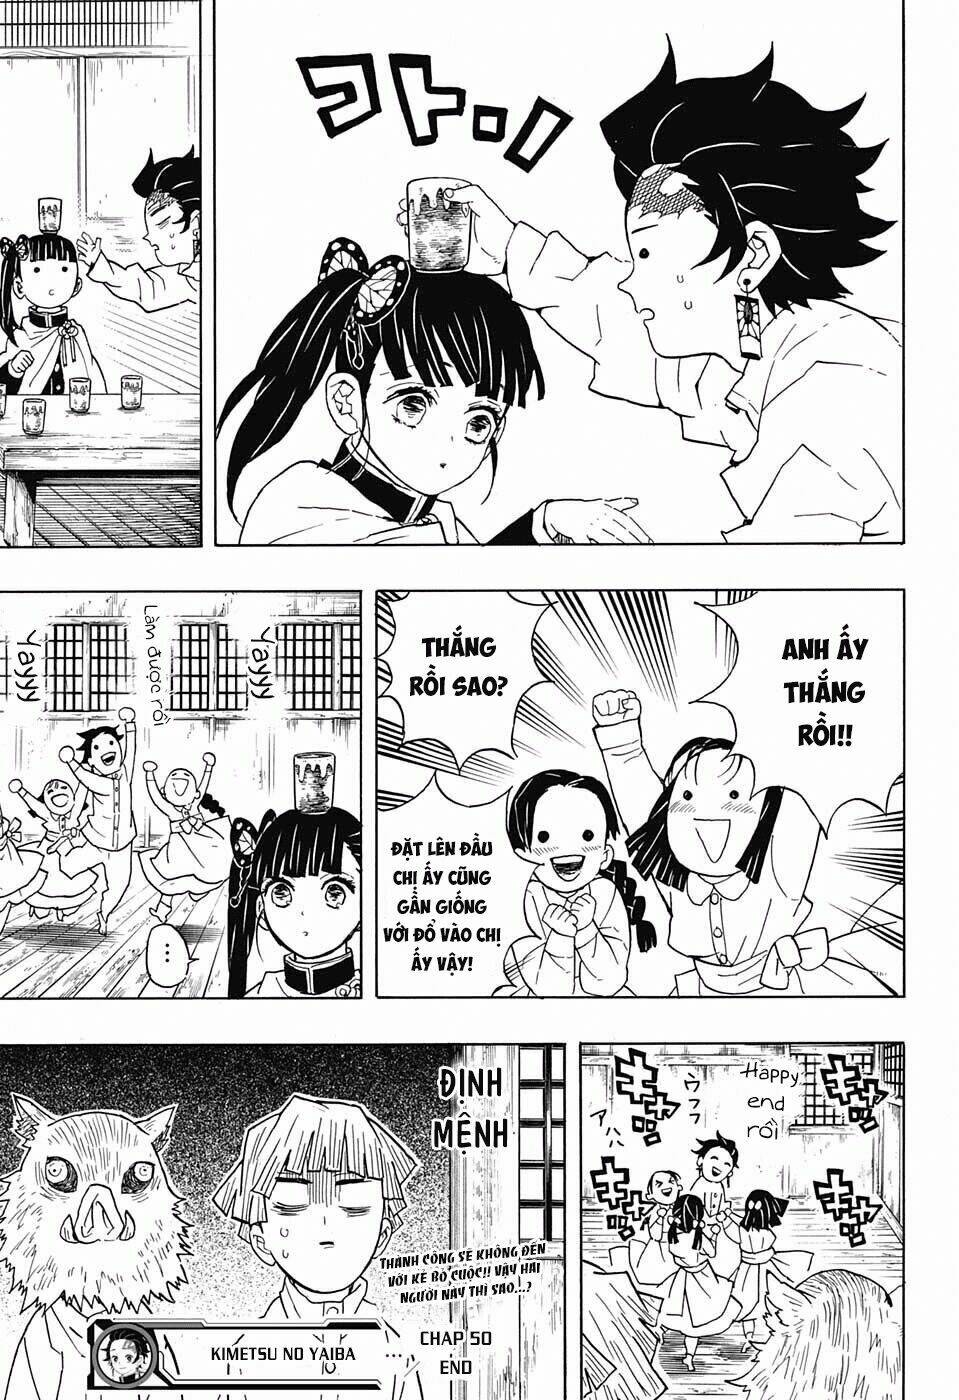 コトーッ
ANH ẤY
THẮNG
RỒI!!
THẮNG
RỒI SAO?
ĐẶT LÊN ĐẦU
CHỊ ẤY CŨNG
GẦN GIỐNG
VỚI ĐỔ VÀO CHỊ
ẤY VẬY!
Yayyy
Làm được rồi
Yayyy
...
Happy
end
rồi
キャッ
キャッ
キャッ
キャッ
ウフフ
アハハ
ĐỊNH
MỆNH
THÀNH CÔNG SẼ KHÔNG ĐẾN
VỚI KẺ BỎ CUỘC!! VẬY HAI
NGƯỜI NÀY THÌ SAO...?
KIMETSU NO YAIBA ... CHAP 50
END